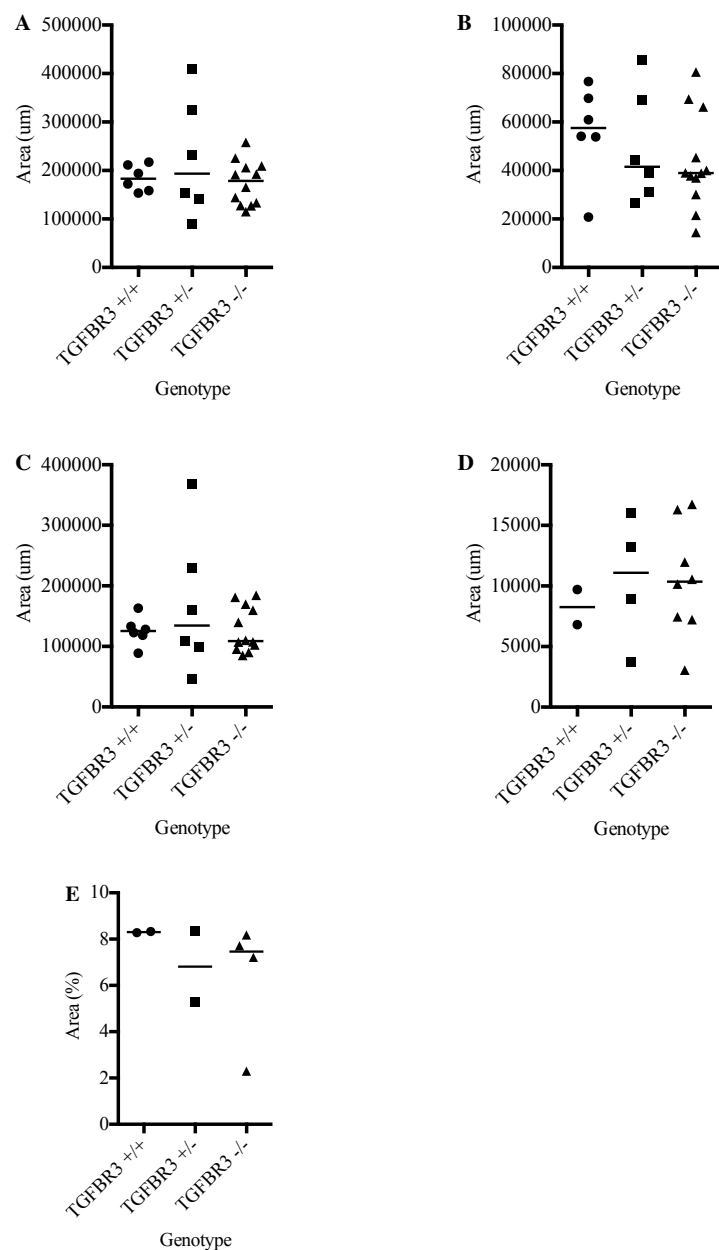 A
500000
400000
300000
200000
100000
0
Area (um)
TGFBR3 +/+
TGFBR3 +/-
TGFBR3 -/-
Genotype
B
100000
80000
60000
40000
20000
0
Area (um)
TGFBR3 +/+
TGFBR3 +/-
TGFBR3 -/-
Genotype
C
400000
300000
200000
100000
0
Area (um)
TGFBR3 +/+
TGFBR3 +/-
TGFBR3 -/-
Genotype
D
20000
15000
10000
5000
0
Area (um)
TGFBR3 +/+
TGFBR3 +/-
TGFBR3 -/-
Genotype
E
10
8
6
4
2
0
Area (%)
TGFBR3 +/+
TGFBR3 +/-
TGFBR3 -/-
Genotype